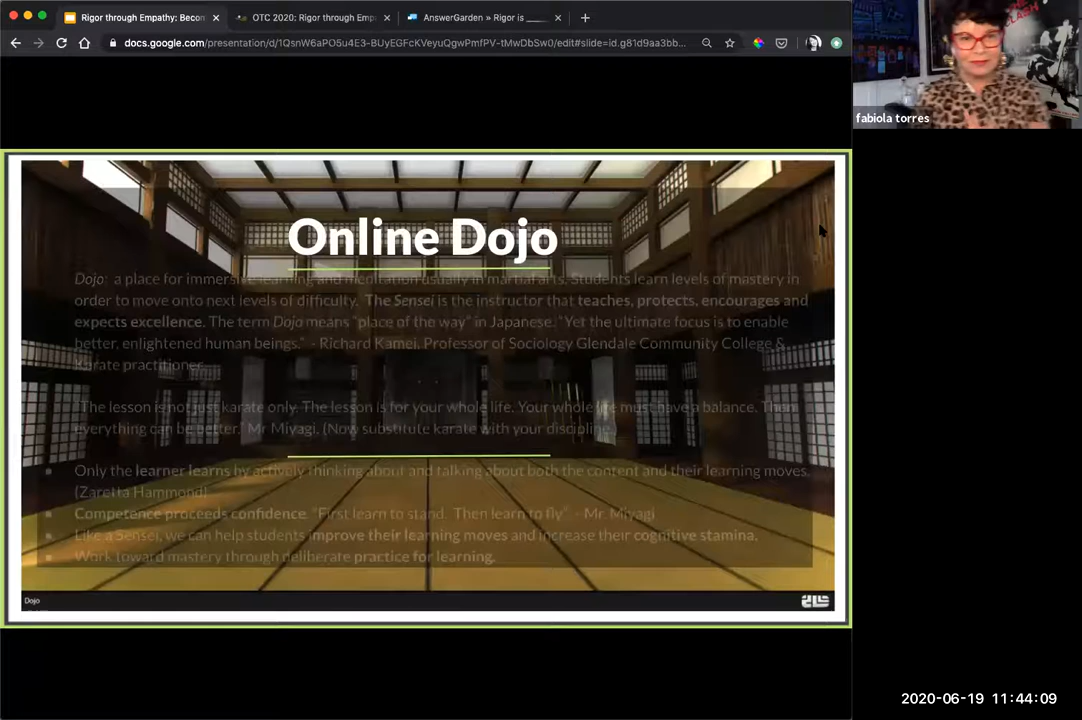 Rigor through Empathy: Becon
OTC 2020: Rigor through Emp
AnswerGarden » Rigor is ____
docs.google.com/presentation/d/1QsnW6aPO5u4E3-BUyEGFcKVeyuQgwPmfPV-tMwDbSw0/edit#slide=id.g81d9aa3bb...
fabiola torres
Online Dojo
Dojo: a place for immersive learning and meditation usually in martial arts. Students learn levels of mastery in
order to move onto next levels of difficulty. The Sensei is the instructor that teaches, protects, encourages and
expects excellence. The term Dojo means "place of the way" in Japanese. "Yet the ultimate focus is to enable
better, enlightened human beings." - Richard Kamei, Professor of Sociology Glendale Community College &
Karate practitioner
"The lesson is not just karate only. The lesson is for your whole life. Your whole life must have a balance. Then
everything can be better." Mr Miyagi. (Now substitute karate with your discipline
Only the learner learns by actively thinking about and talking about both the content and their learning moves.
(Zaretta Hammond)
Competence proceeds confidence. "First learn to stand. Then learn to fly". - Mr. Miyagi
Like a Sensei, we can help students improve their learning moves and increase their cognitive stamina.
Work toward mastery through deliberate practice for learning.
Dojo
2020-06-19 11:44:09